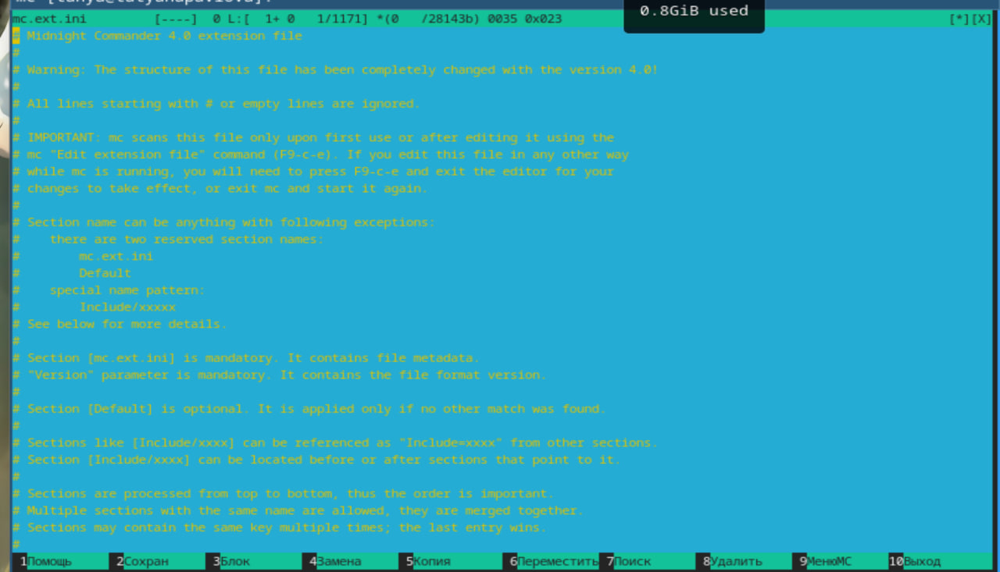 mc [tanya@tatyanapavlova]:
0.8GiB used
mc.ext.ini [----] 0 L:[ 1+ 0 1/1171] *(0 /28143b) 0035 0x023 [*][X]
# Midnight Commander 4.0 extension file
#
# Warning: The structure of this file has been completely changed with the version 4.0!
#
# All lines starting with # or empty lines are ignored.
#
# IMPORTANT: mc scans this file only upon first use or after editing it using the
# mc "Edit extension file" command (F9-c-e). If you edit this file in any other way
# while mc is running, you will need to press F9-c-e and exit the editor for your
# changes to take effect, or exit mc and start it again.
#
# Section name can be anything with following exceptions:
# there are two reserved section names:
# mc.ext.ini
# Default
# special name pattern:
# Include/xxxxx
# See below for more details.
#
# Section [mc.ext.ini] is mandatory. It contains file metadata.
# "Version" parameter is mandatory. It contains the file format version.
#
# Section [Default] is optional. It is applied only if no other match was found.
#
# Sections like [Include/xxxx] can be referenced as "Include=xxxx" from other sections.
# Section [Include/xxxx] can be located before or after sections that point to it.
#
# Sections are processed from top to bottom, thus the order is important.
# Multiple sections with the same name are allowed, they are merged together.
# Sections may contain the same key multiple times; the last entry wins.
#
1Помощь 2Сохран 3Блок 4Замена 5Копия 6Переместить 7Поиск 8Удалить 9МенюМС 10Выход